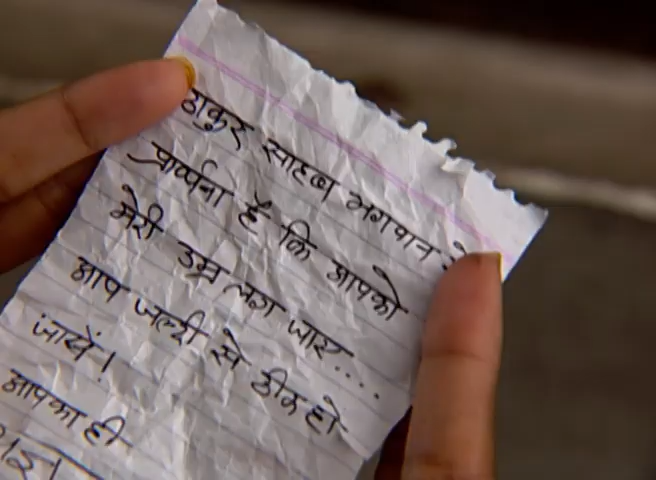 ठाकुर साहब भगवान से
प्रार्थना है कि आपको
मेरी उम्र लग जाए....
आप जल्दी से ठीक हो
जायें।
आपका ही